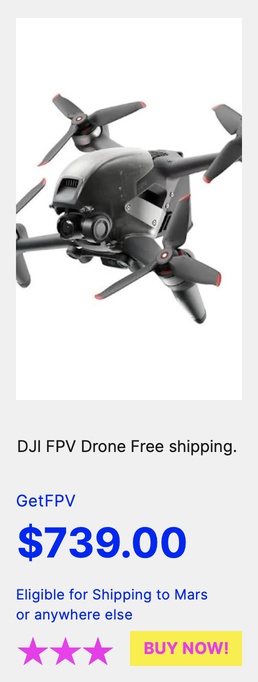 DJI FPV Drone Free shipping.
GetFPV
$739.00
Eligible for Shipping to Mars
or anywhere else
BUY NOW!